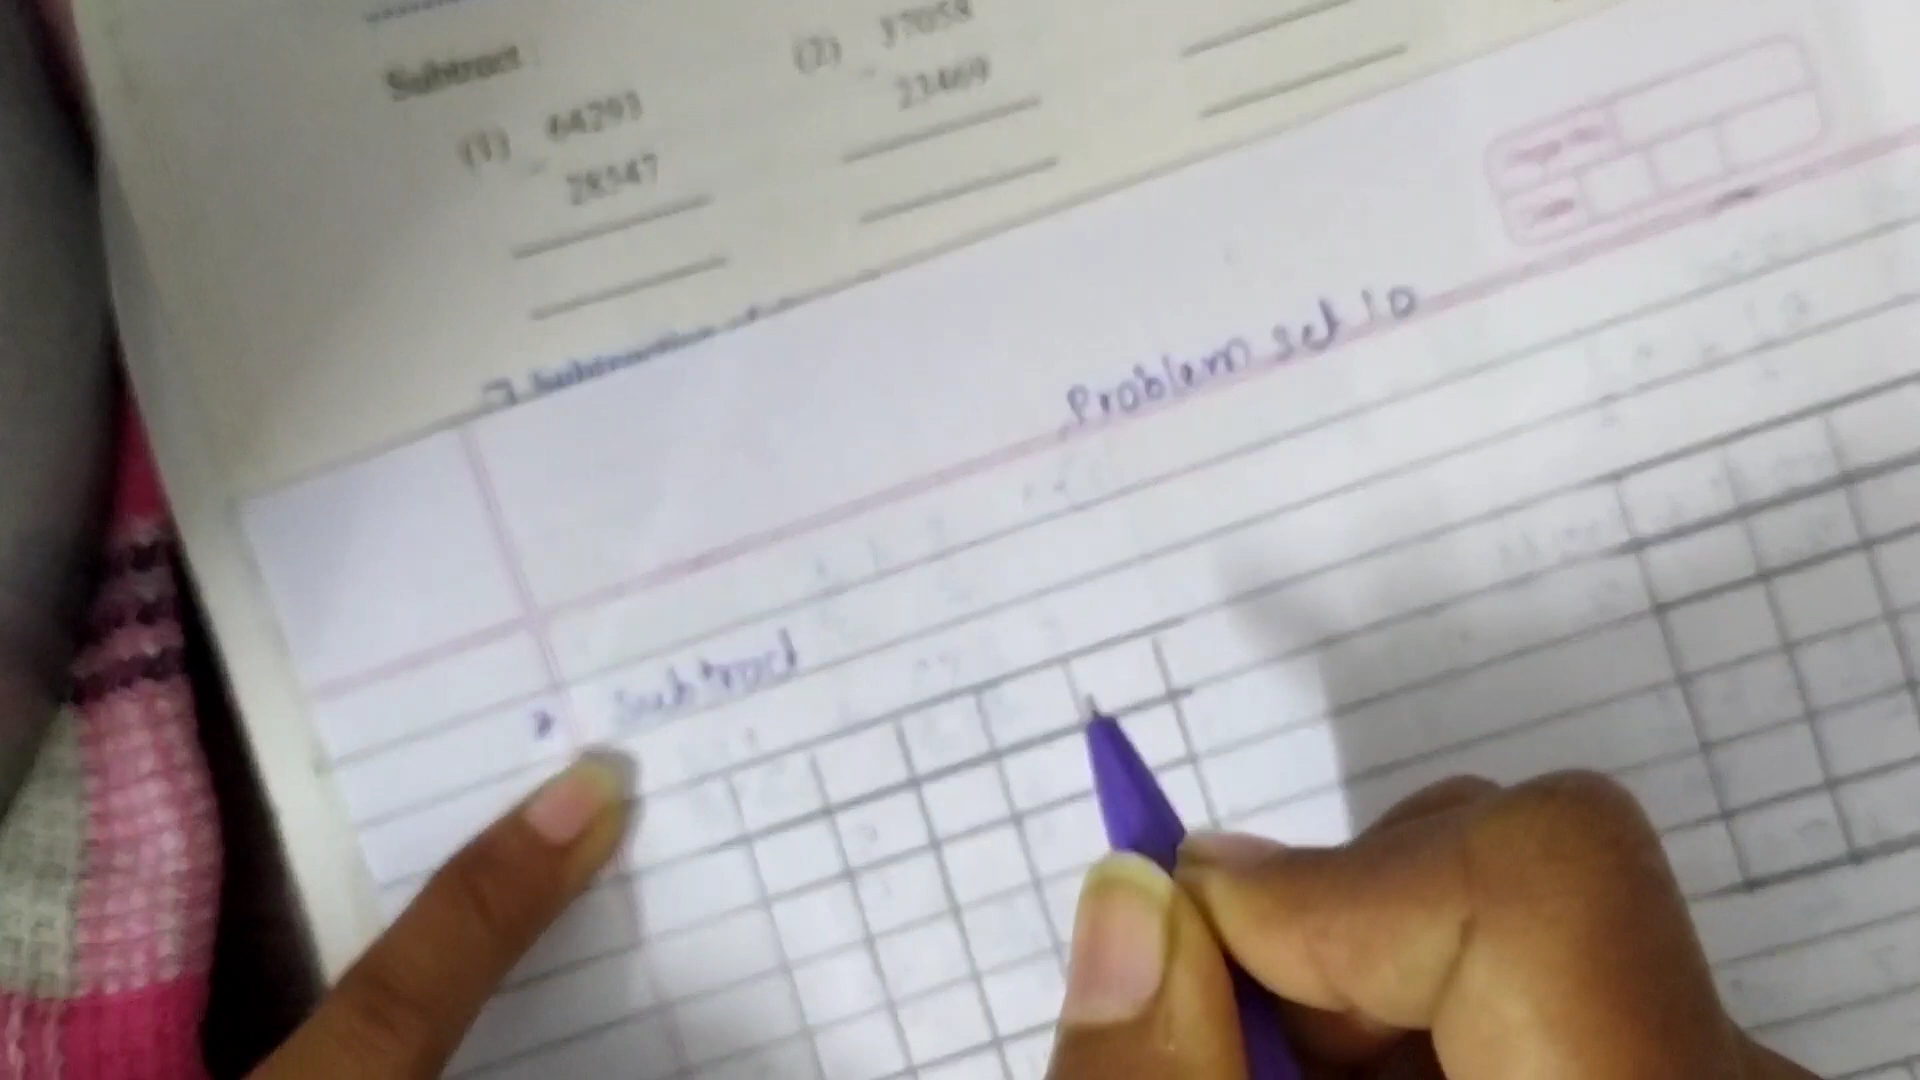 Subtract :
(1) 64293
- 28547
(2) 37058
- 23469
Problem set 10
Subtract